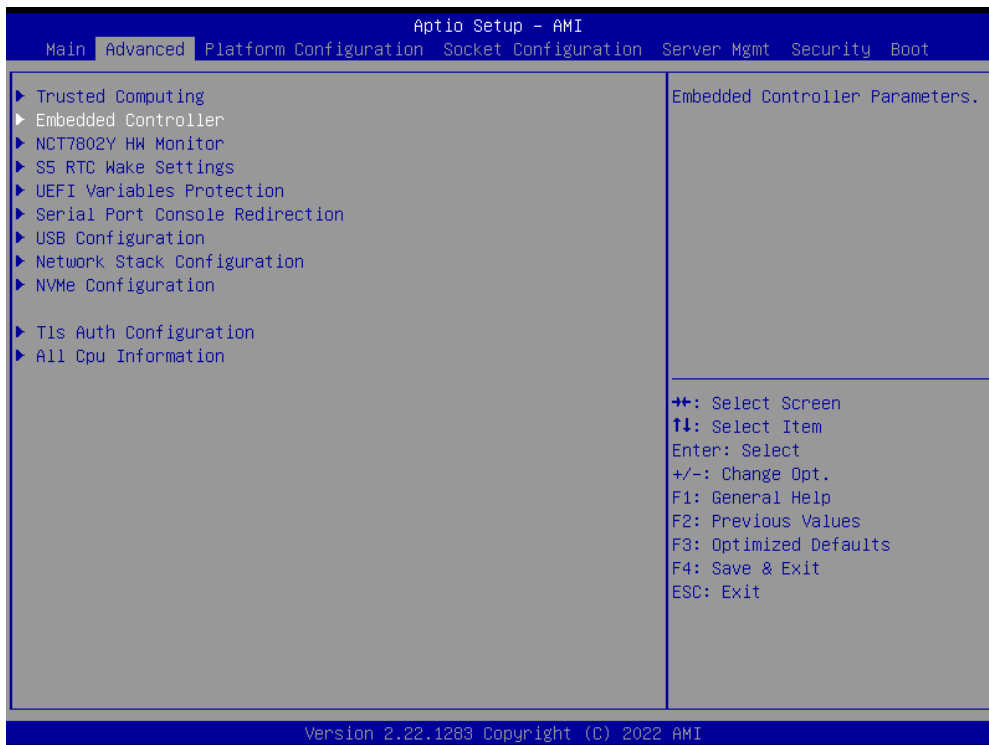 Aptio Setup – AMI
Main Advanced Platform Configuration Socket Configuration Server Mgmt Security Boot
▶ Trusted Computing
▶ Embedded Controller
▶ NCT7802Y HW Monitor
▶ S5 RTC Wake Settings
▶ UEFI Variables Protection
▶ Serial Port Console Redirection
▶ USB Configuration
▶ Network Stack Configuration
▶ NVMe Configuration
▶ Tls Auth Configuration
▶ All Cpu Information
Embedded Controller Parameters.
→←: Select Screen
↑↓: Select Item
Enter: Select
+/-: Change Opt.
F1: General Help
F2: Previous Values
F3: Optimized Defaults
F4: Save & Exit
ESC: Exit
Version 2.22.1283 Copyright (C) 2022 AMI